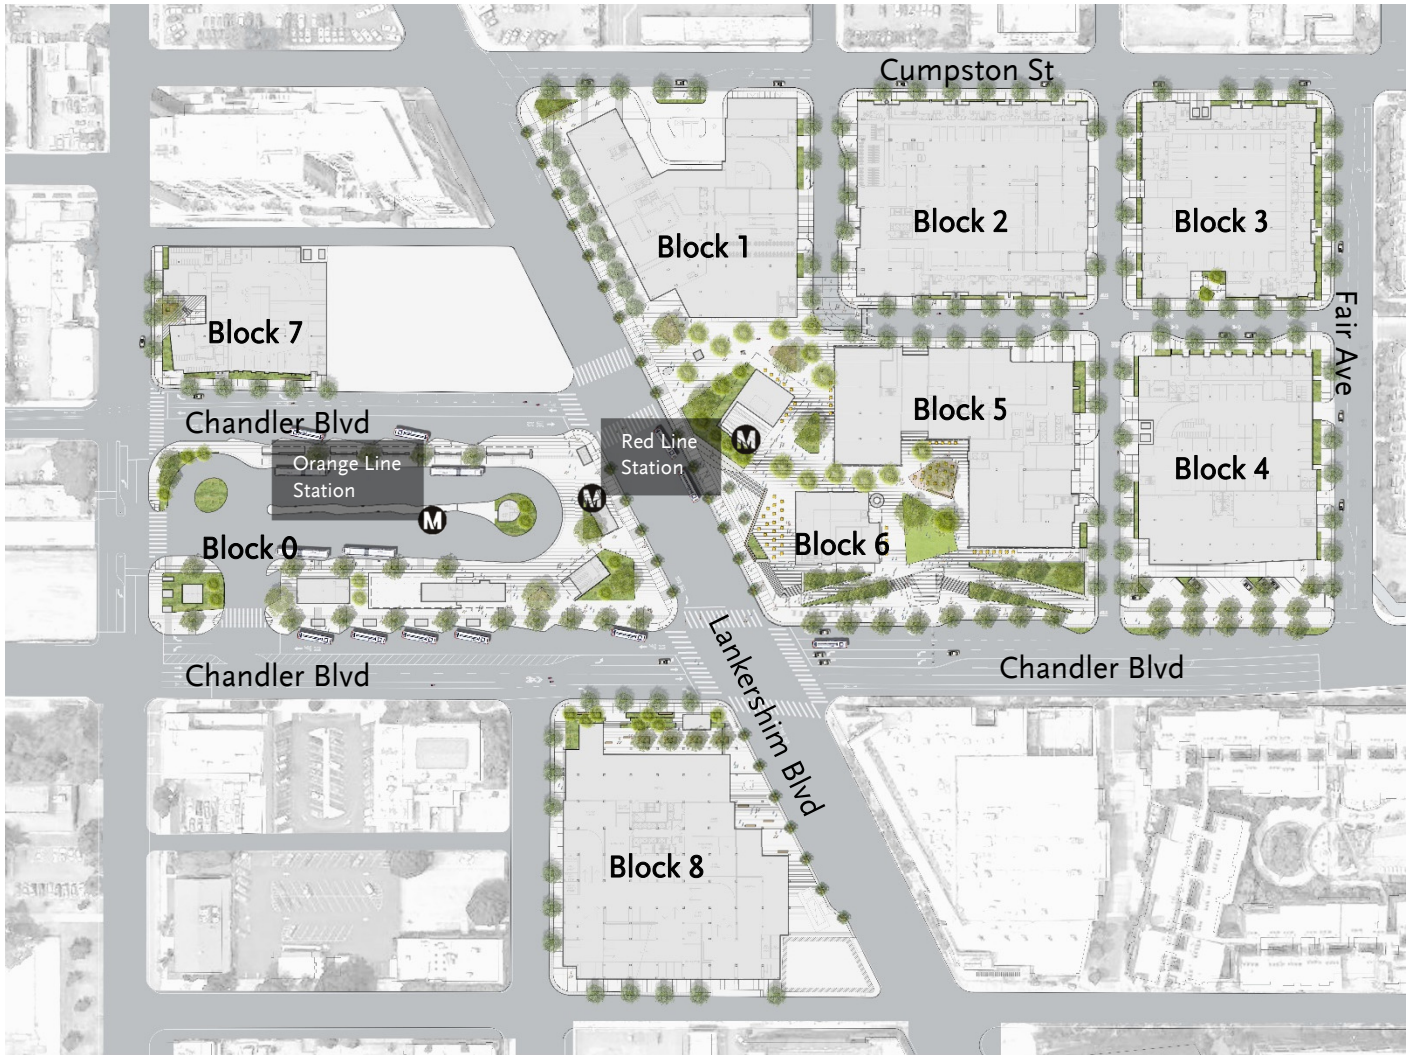 Cumpston St
Block 1
Block 2
Block 3
Block 7
Fair Ave
Chandler Blvd
Block 5
Red Line
Station
M
Orange Line
Station
M
M
Block 4
Block 0
Block 6
Lankershim Blvd
Chandler Blvd
Chandler Blvd
Block 8